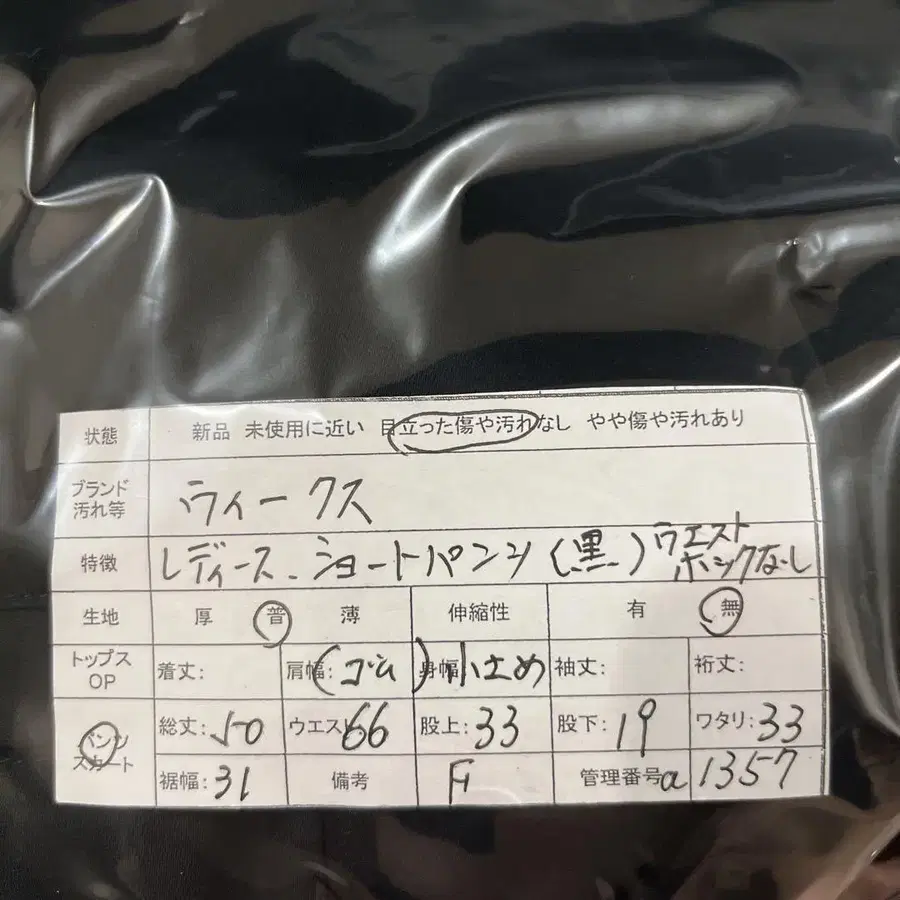 状態 新品 未使用に近い 目立った傷や汚れなし やや傷や汚れあり
ブランド 汚れ等 ウィークス
特徴 レディース ショートパンツ (黒) ウエスト ホックなし
生地 厚 普 薄 伸縮性 有 無
トップス OP 着丈: 肩幅: (ゴム) 身幅 小さめ 袖丈: 裄丈:
パンツ スカート 総丈: 50 ウエスト 66 股上: 33 股下: 19 ワタリ: 33
裾幅: 31 備考 F 管理番号 a1357